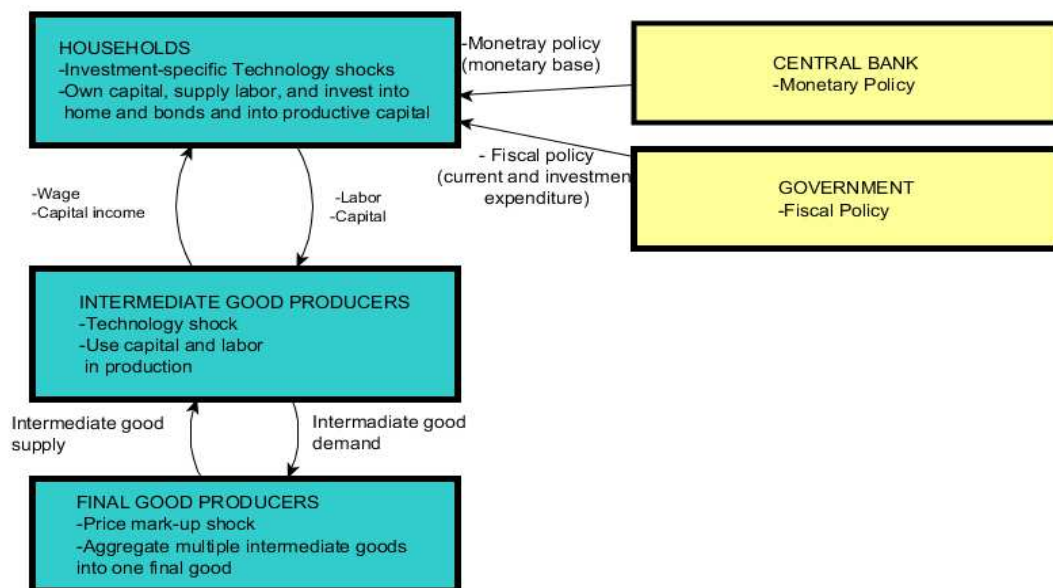 HOUSEHOLDS
-Investment-specific Technology shocks
-Own capital, supply labor, and invest into
home and bonds and into productive capital
-Monetray policy
(monetary base)
CENTRAL BANK
-Monetary Policy
- Fiscal policy
(current and investmen
expenditure)
GOVERNMENT
-Fiscal Policy
-Wage
-Capital income
-Labor
-Capital
INTERMEDIATE GOOD PRODUCERS
-Technology shock
-Use capital and labor
in production
Intermediate good
supply
Intermadiate good
demand
FINAL GOOD PRODUCERS
-Price mark-up shock
-Aggregate multiple intermediate goods
into one final good